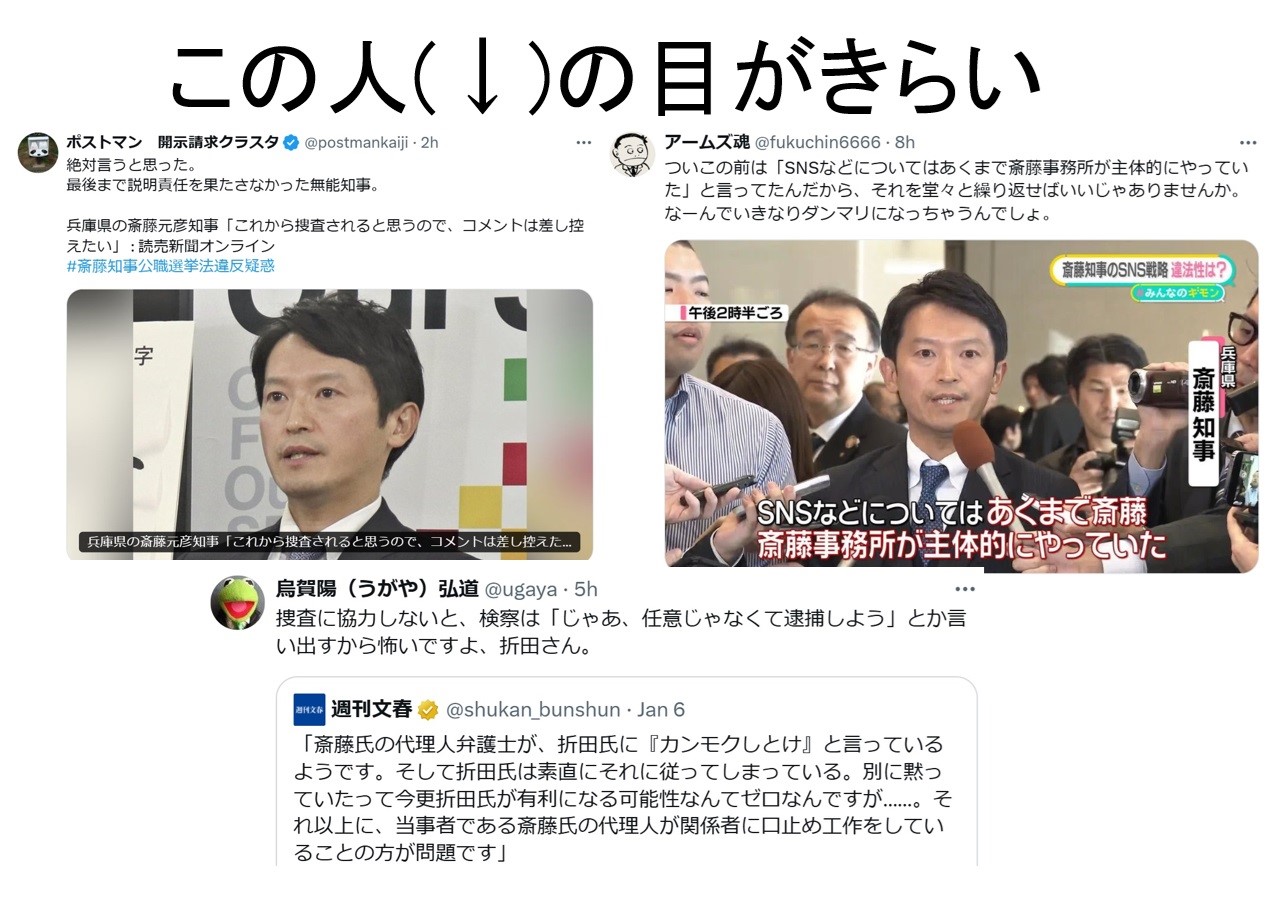 この人(↓)の目がきらい
ポストマン　開示請求クラスタ @postmankaiji · 2h
絶対言うと思った。
最後まで説明責任を果たさなかった無能知事。
兵庫県の斎藤元彦知事「これから捜査されると思うので、コメントは差し控
えたい」 : 読売新聞オンライン
#斎藤知事公職選挙法違反疑惑
字
兵庫県の斎藤元彦知事「これから捜査されると思うので、コメントは差し控えた...
アームズ魂 @fukuchin6666 · 8h
ついこの前は「SNSなどについてはあくまで斎藤事務所が主体的にやってい
た」と言ってたんだから、それを堂々と繰り返せばいいじゃありませんか。
なーんでいきなりダンマリになっちゃうんでしょ。
斎藤知事のSNS戦略 違法性は?
みんなのギモン
午後2時半ごろ
兵庫県
斎藤知事
SNSなどについてはあくまで斎藤
斎藤事務所が主体的にやっていた
烏賀陽（うがや）弘道 @ugaya · 5h
捜査に協力しないと、検察は「じゃあ、任意じゃなくて逮捕しよう」とか言
い出すから怖いですよ、折田さん。
週刊文春
週刊文春 @shukan_bunshun · Jan 6
「斎藤氏の代理人弁護士が、折田氏に『カンモクしとけ』と言っている
ようです。そして折田氏は素直にそれに従ってしまっている。別に黙っ
ていたって今更折田氏が有利になる可能性なんてゼロなんですが......。そ
れ以上に、当事者である斎藤氏の代理人が関係者に口止め工作をしてい
ることの方が問題です」